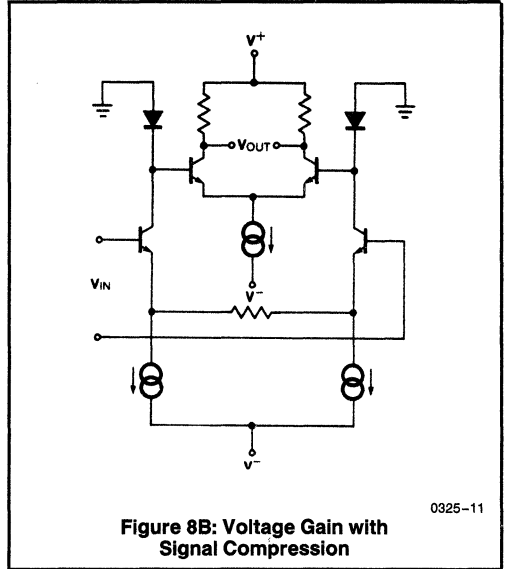 V+
VOUT
VIN
V−
V−
0325-11
Figure 8B: Voltage Gain with
Signal Compression